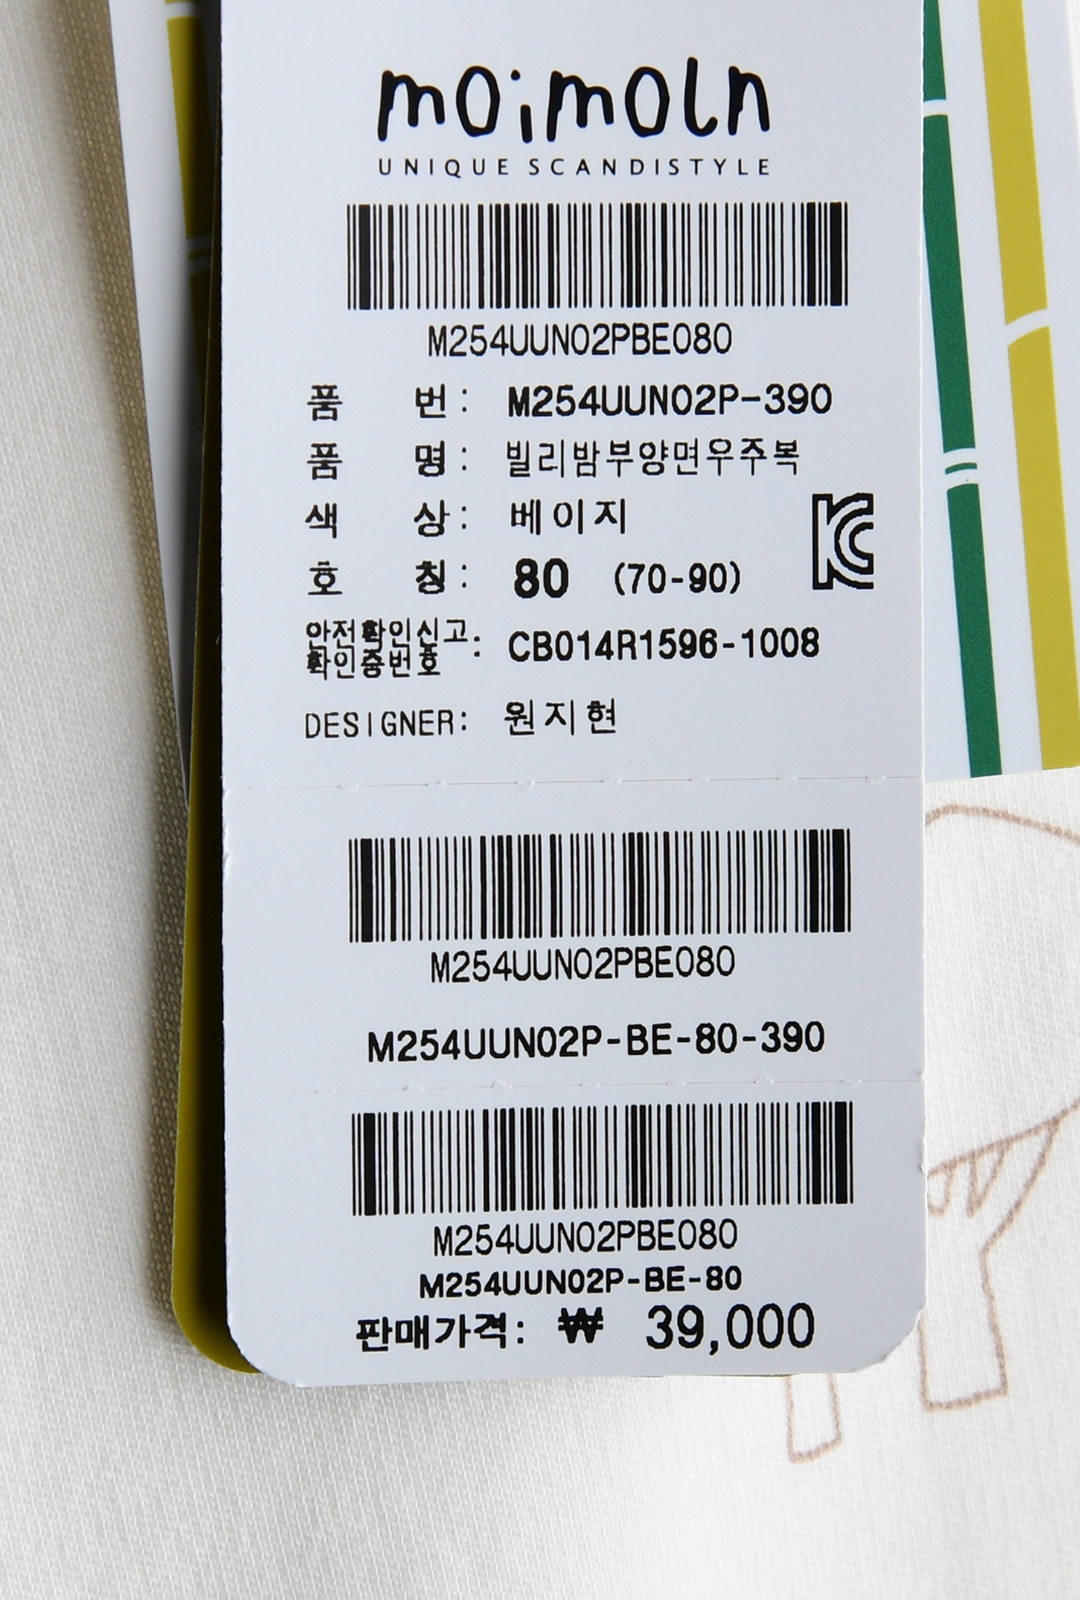 moimoln
UNIQUE SCANDISTYLE
M254UUN02PBE080
품 번: M254UUN02P-390
품 명: 빌리밤부양면우주복
색 상: 베이지
호 칭: 80 (70-90)
안전확인신고
확인증번호: CB014R1596-1008
DESIGNER: 원지현
M254UUN02PBE080
M254UUN02P-BE-80-390
M254UUN02PBE080
M254UUN02P-BE-80
판매가격: ₩ 39,000